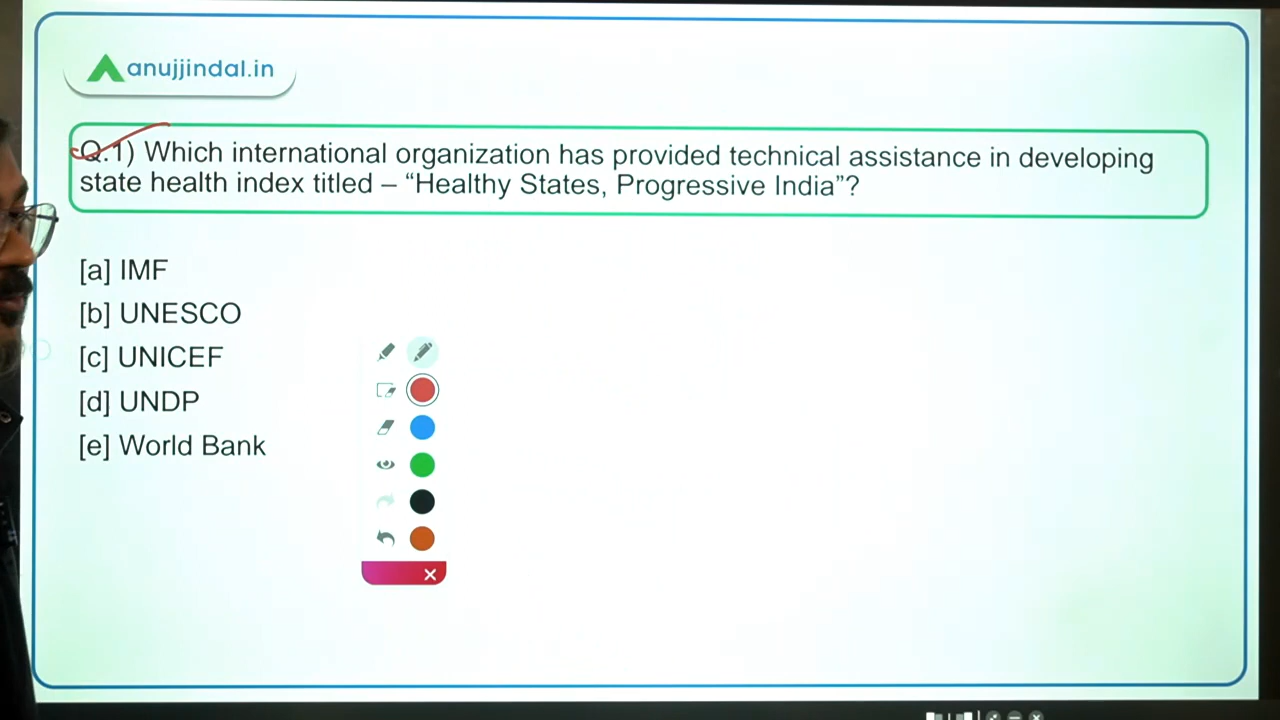 anujjindal.in
Q.1) Which international organization has provided technical assistance in developing
state health index titled – “Healthy States, Progressive India”?
[a] IMF
[b] UNESCO
[c] UNICEF
[d] UNDP
[e] World Bank